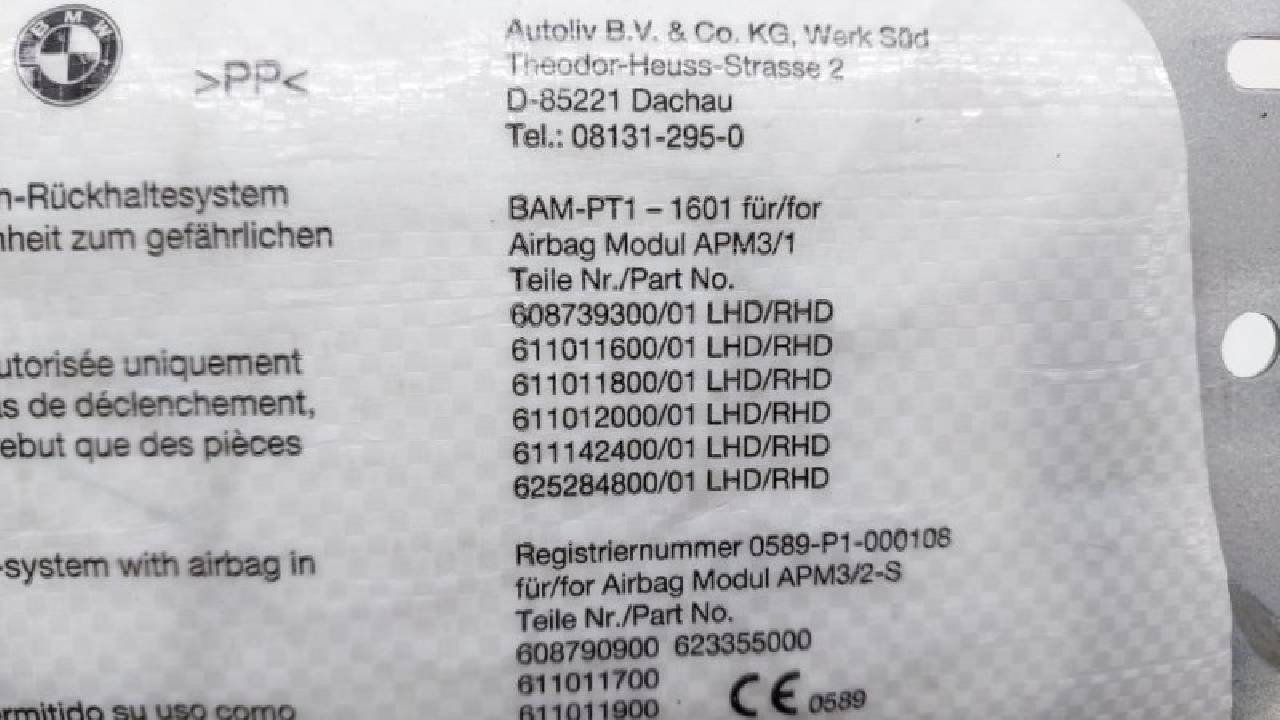 BMW
>PP<
Autoliv B.V. & Co. KG, Werk Süd
Theodor-Heuss-Strasse 2
D-85221 Dachau
Tel.: 08131-295-0
n-Rückhaltesystem
nheit zum gefährlichen
BAM-PT1 – 1601 für/for
Airbag Modul APM3/1
Teile Nr./Part No.
608739300/01 LHD/RHD
611011600/01 LHD/RHD
611011800/01 LHD/RHD
611012000/01 LHD/RHD
611142400/01 LHD/RHD
625284800/01 LHD/RHD
utorisée uniquement
as de déclenchement,
ebut que des pièces
-system with airbag in
Registriernummer 0589-P1-000108
für/for Airbag Modul APM3/2-S
Teile Nr./Part No.
608790900 623355000
611011700
611011900
CE 0589
ermitido su uso como